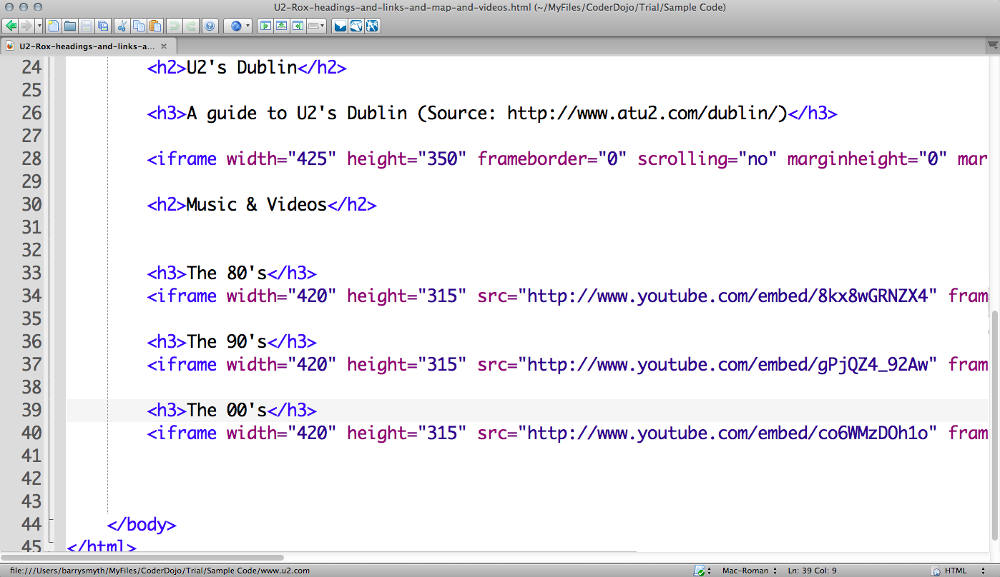 U2-Rox-headings-and-links-and-map-and-videos.html (~/MyFiles/CoderDojo/Trial/Sample Code)
U2-Rox-headings-and-links-a...
24 <h2>U2's Dublin</h2>
25
26 <h3>A guide to U2's Dublin (Source: http://www.atu2.com/dublin/)</h3>
27
28 <iframe width="425" height="350" frameborder="0" scrolling="no" marginheight="0" mar
29
30 <h2>Music & Videos</h2>
31
32
33 <h3>The 80's</h3>
34 <iframe width="420" height="315" src="http://www.youtube.com/embed/8kx8wGRNZX4" fram
35
36 <h3>The 90's</h3>
37 <iframe width="420" height="315" src="http://www.youtube.com/embed/gPjQZ4_92Aw" fram
38
39 <h3>The 00's</h3>
40 <iframe width="420" height="315" src="http://www.youtube.com/embed/co6WMzDOh1o" fram
41
42
43
44 </body>
45 </html>
file:///Users/barrysmyth/MyFiles/CoderDojo/Trial/Sample Code/www.u2.com Mac-Roman Ln: 39 Col: 9 HTML